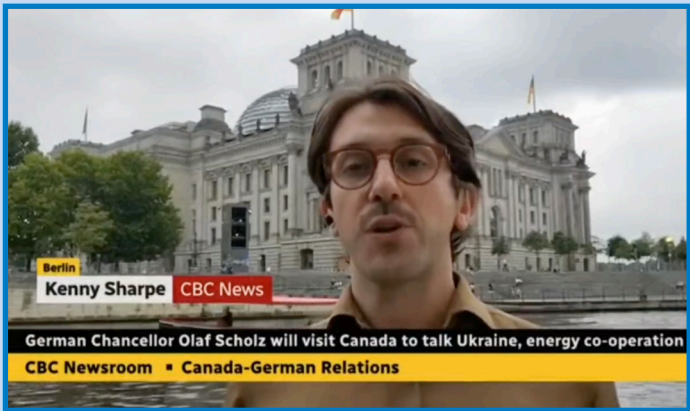 Berlin
Kenny Sharpe CBC News
German Chancellor Olaf Scholz will visit Canada to talk Ukraine, energy co-operation
CBC Newsroom ▪ Canada-German Relations